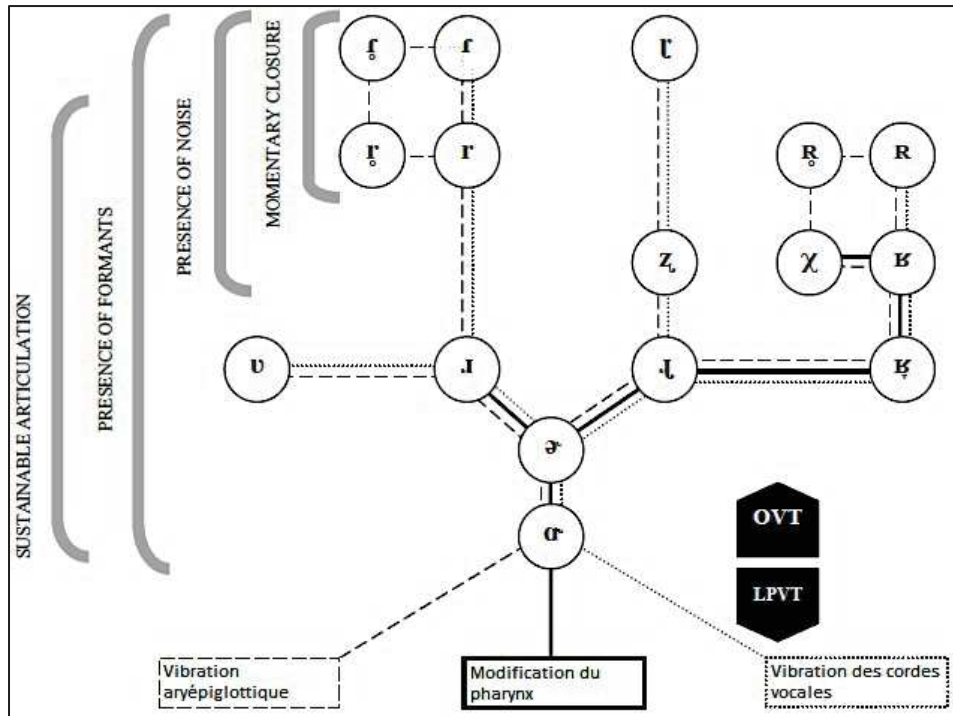 SUSTAINABLE ARTICULATION
PRESENCE OF FORMANTS
PRESENCE OF NOISE
MOMENTARY CLOSURE
ɾ̥ ɾ
r̥ r ʀ̥ ʀ
ʐ χ ʁ
ʋ ɹ ɻ ʁ̞
ɚ
OVT
LPVT
Vibration
aryépiglottique
Modification du
pharynx
Vibration des cordes
vocales